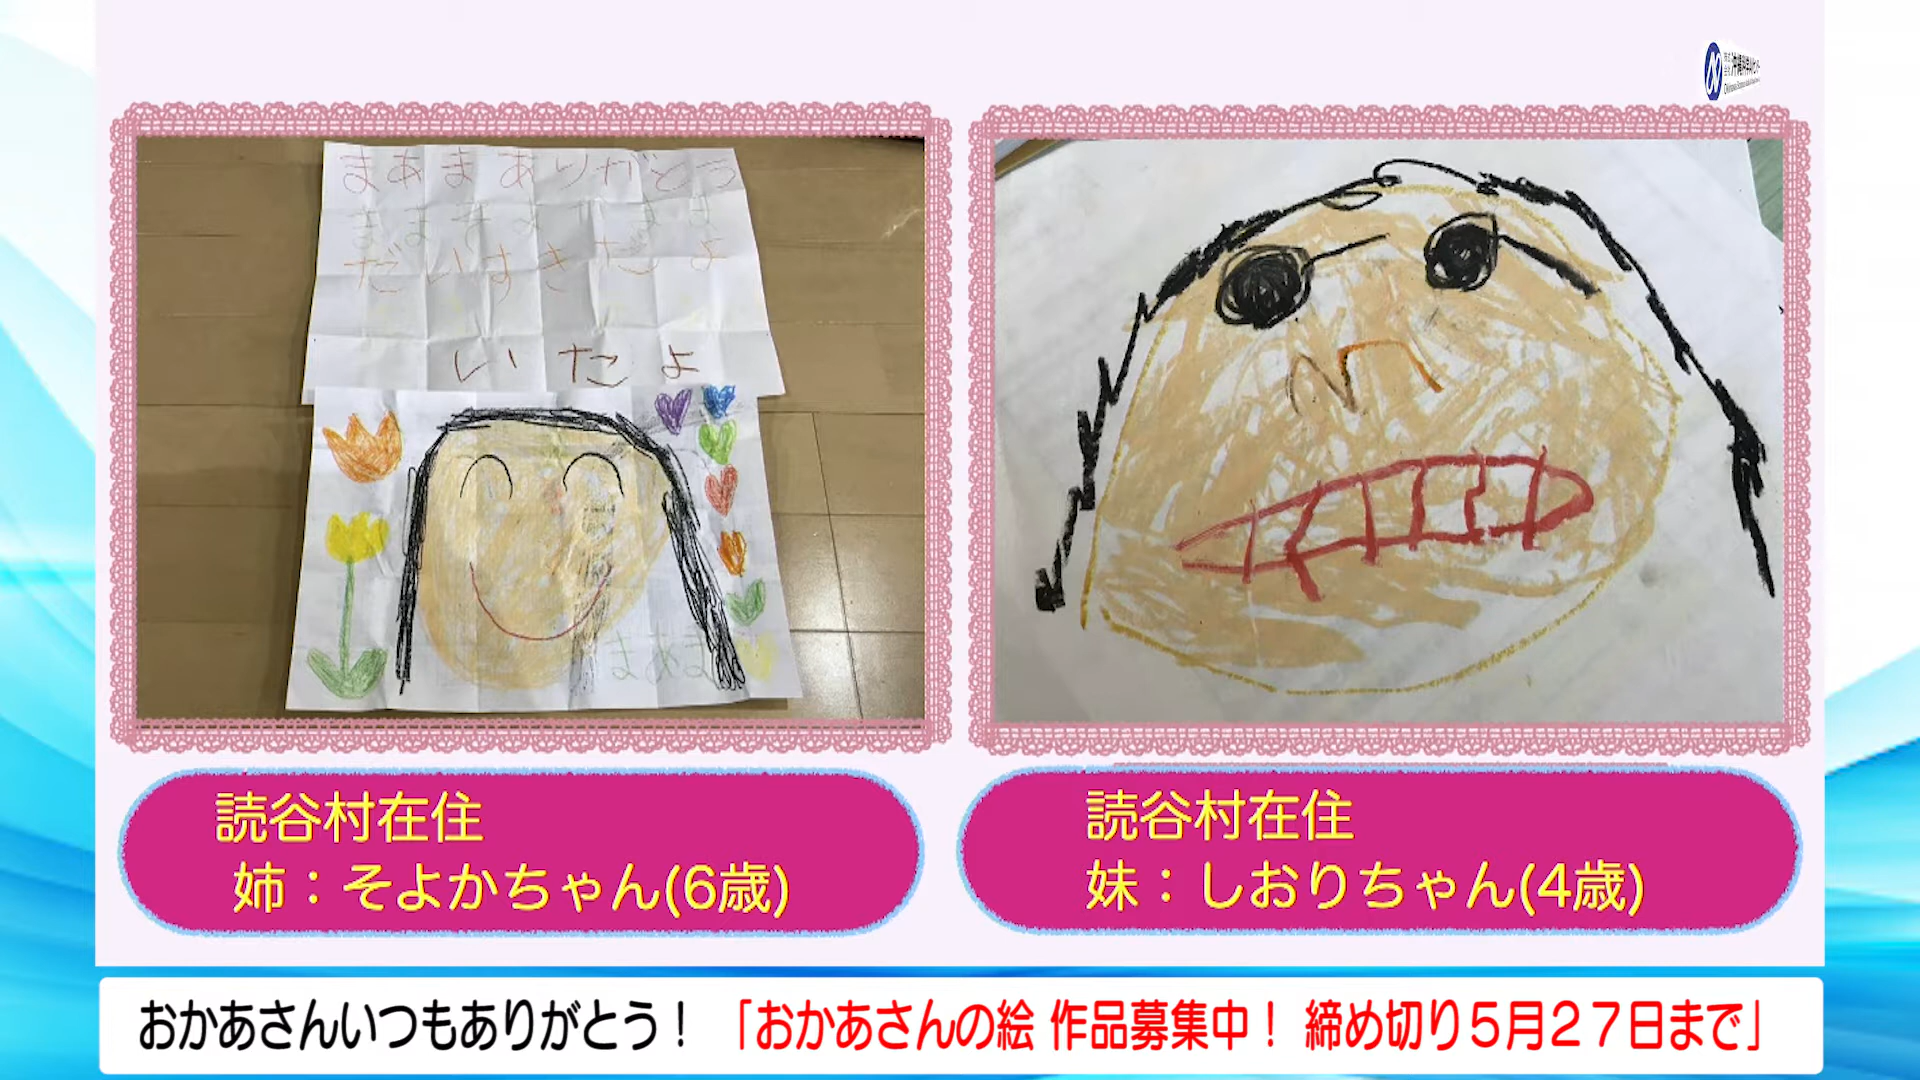 まあまありがとう
だいすきだよ
いたよ
まあま
読谷村在住
姉：そよかちゃん(6歳)
読谷村在住
妹：しおりちゃん(4歳)
おかあさんいつもありがとう！「おかあさんの絵 作品募集中！ 締め切り５月２７日まで」